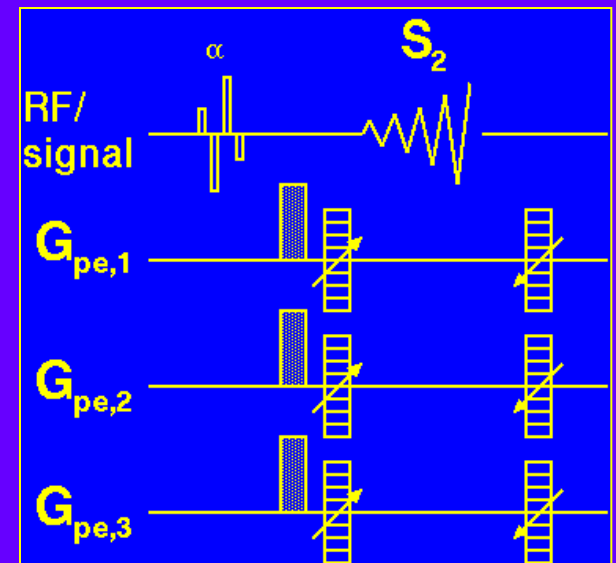 α
S₂
RF/
signal
Gpe,1
Gpe,2
Gpe,3